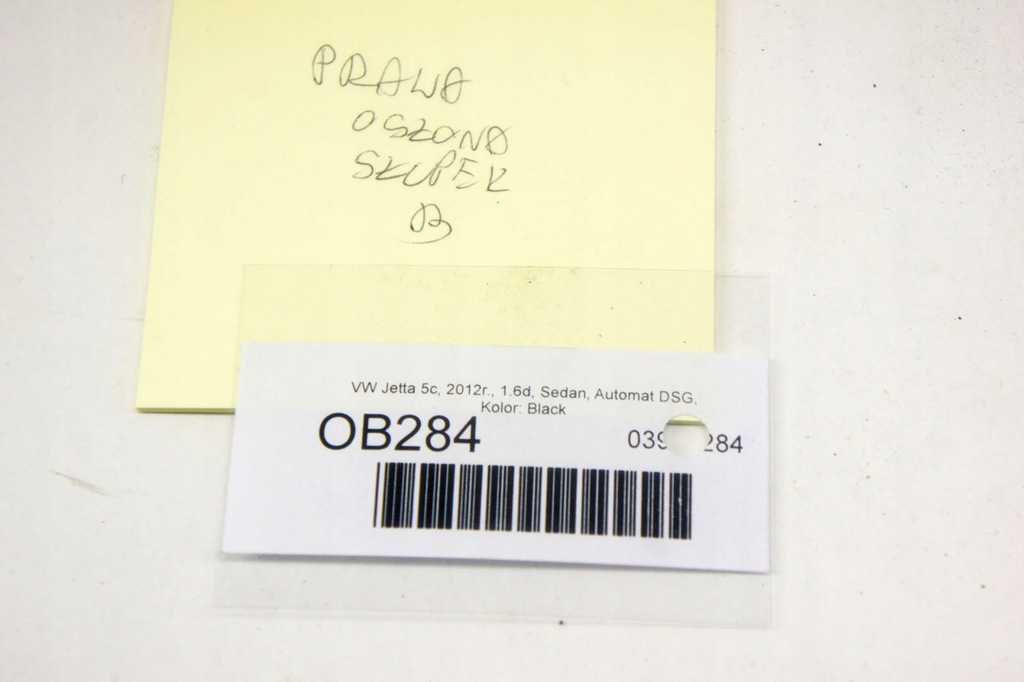 PRAWA
OSŁONA
SŁUPEK
B
VW Jetta 5c, 2012r., 1.6d, Sedan, Automat DSG,
Kolor: Black
OB284